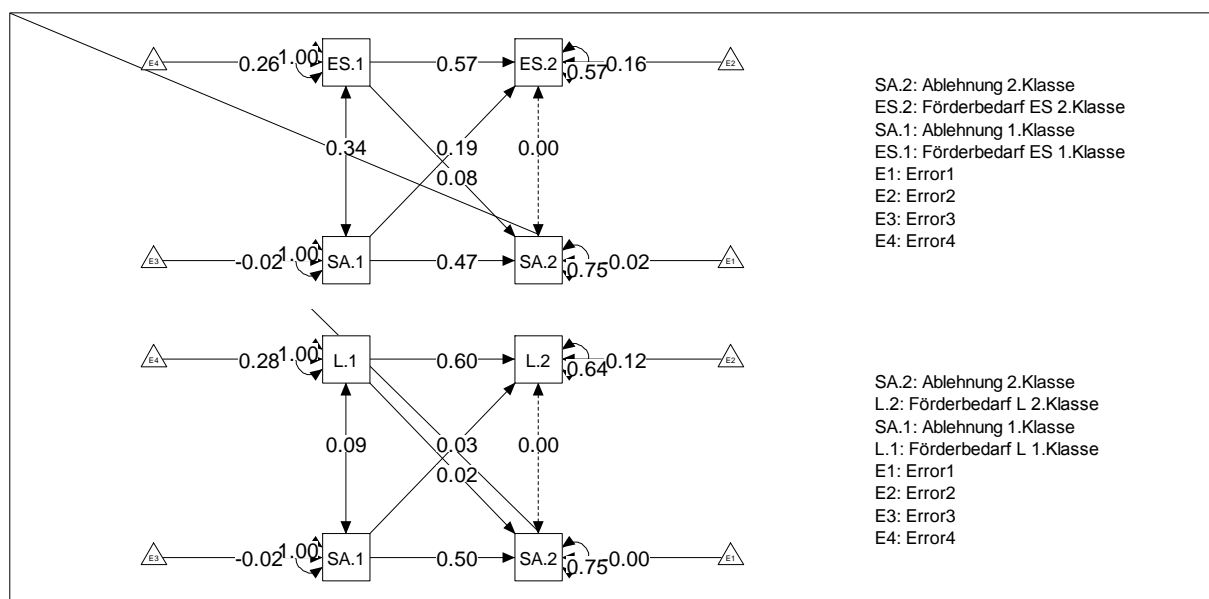 E4 0.26 1.00 ES.1 0.57 ES.2 0.57 0.16 E2
0.34 0.19 0.00
0.08
E3 -0.02 1.00 SA.1 0.47 SA.2 0.75 -0.02 E1
SA.2: Ablehnung 2.Klasse
ES.2: Förderbedarf ES 2.Klasse
SA.1: Ablehnung 1.Klasse
ES.1: Förderbedarf ES 1.Klasse
E1: Error1
E2: Error2
E3: Error3
E4: Error4
E4 0.28 1.00 L.1 0.60 L.2 0.64 0.12 E2
0.09 0.03 0.00
0.02
E3 -0.02 1.00 SA.1 0.50 SA.2 0.75 -0.00 E1
SA.2: Ablehnung 2.Klasse
L.2: Förderbedarf L 2.Klasse
SA.1: Ablehnung 1.Klasse
L.1: Förderbedarf L 1.Klasse
E1: Error1
E2: Error2
E3: Error3
E4: Error4